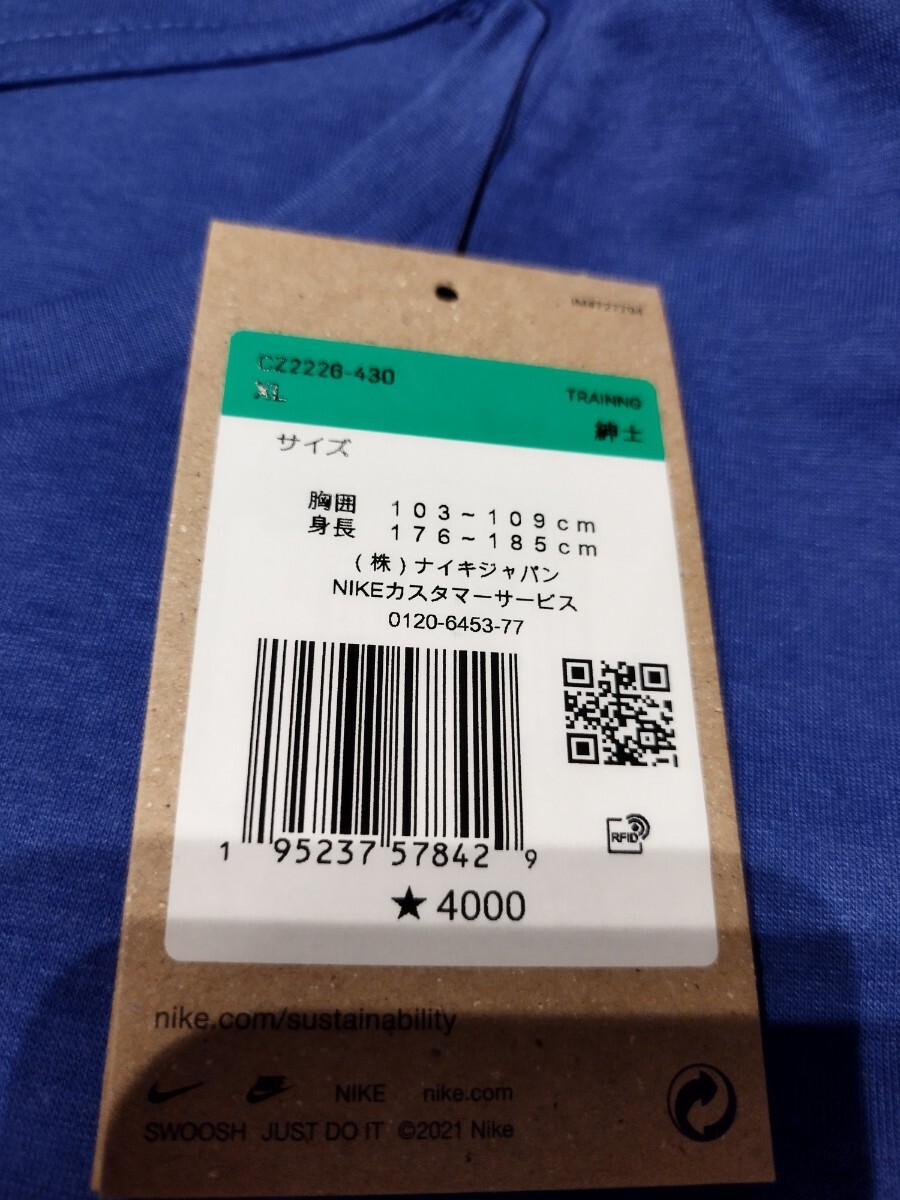 CZ2226-430
XL
TRAINNG
紳士
サイズ
胸囲 103~109cm
身長 176~185cm
(株)ナイキジャパン
NIKEカスタマーサービス
0120-6453-77
RFID
1 95237 57842 9
★4000
nike.com/sustainability
NIKE nike.com
SWOOSH JUST DO IT ©2021 Nike